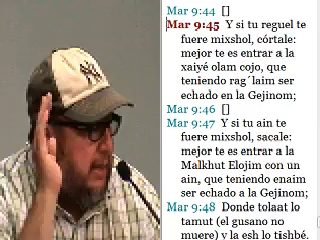 Mar 9:44 []
Mar 9:45 Y si tu reguel te
fuere mixshol, córtale:
mejor te es entrar a la
xaiyé olam cojo, que
teniendo rag´laim ser
echado en la Gejinom;
Mar 9:46 []
Mar 9:47 Y si tu ain te
fuere mixshol, sacale:
mejor te es entrar a la
Malkhut Elojim con un
ain, que teniendo enaim
ser echado a la Gejinom;
Mar 9:48 Donde tolaat lo
tamut (el gusano no
muere) y la esh lo tishbé.